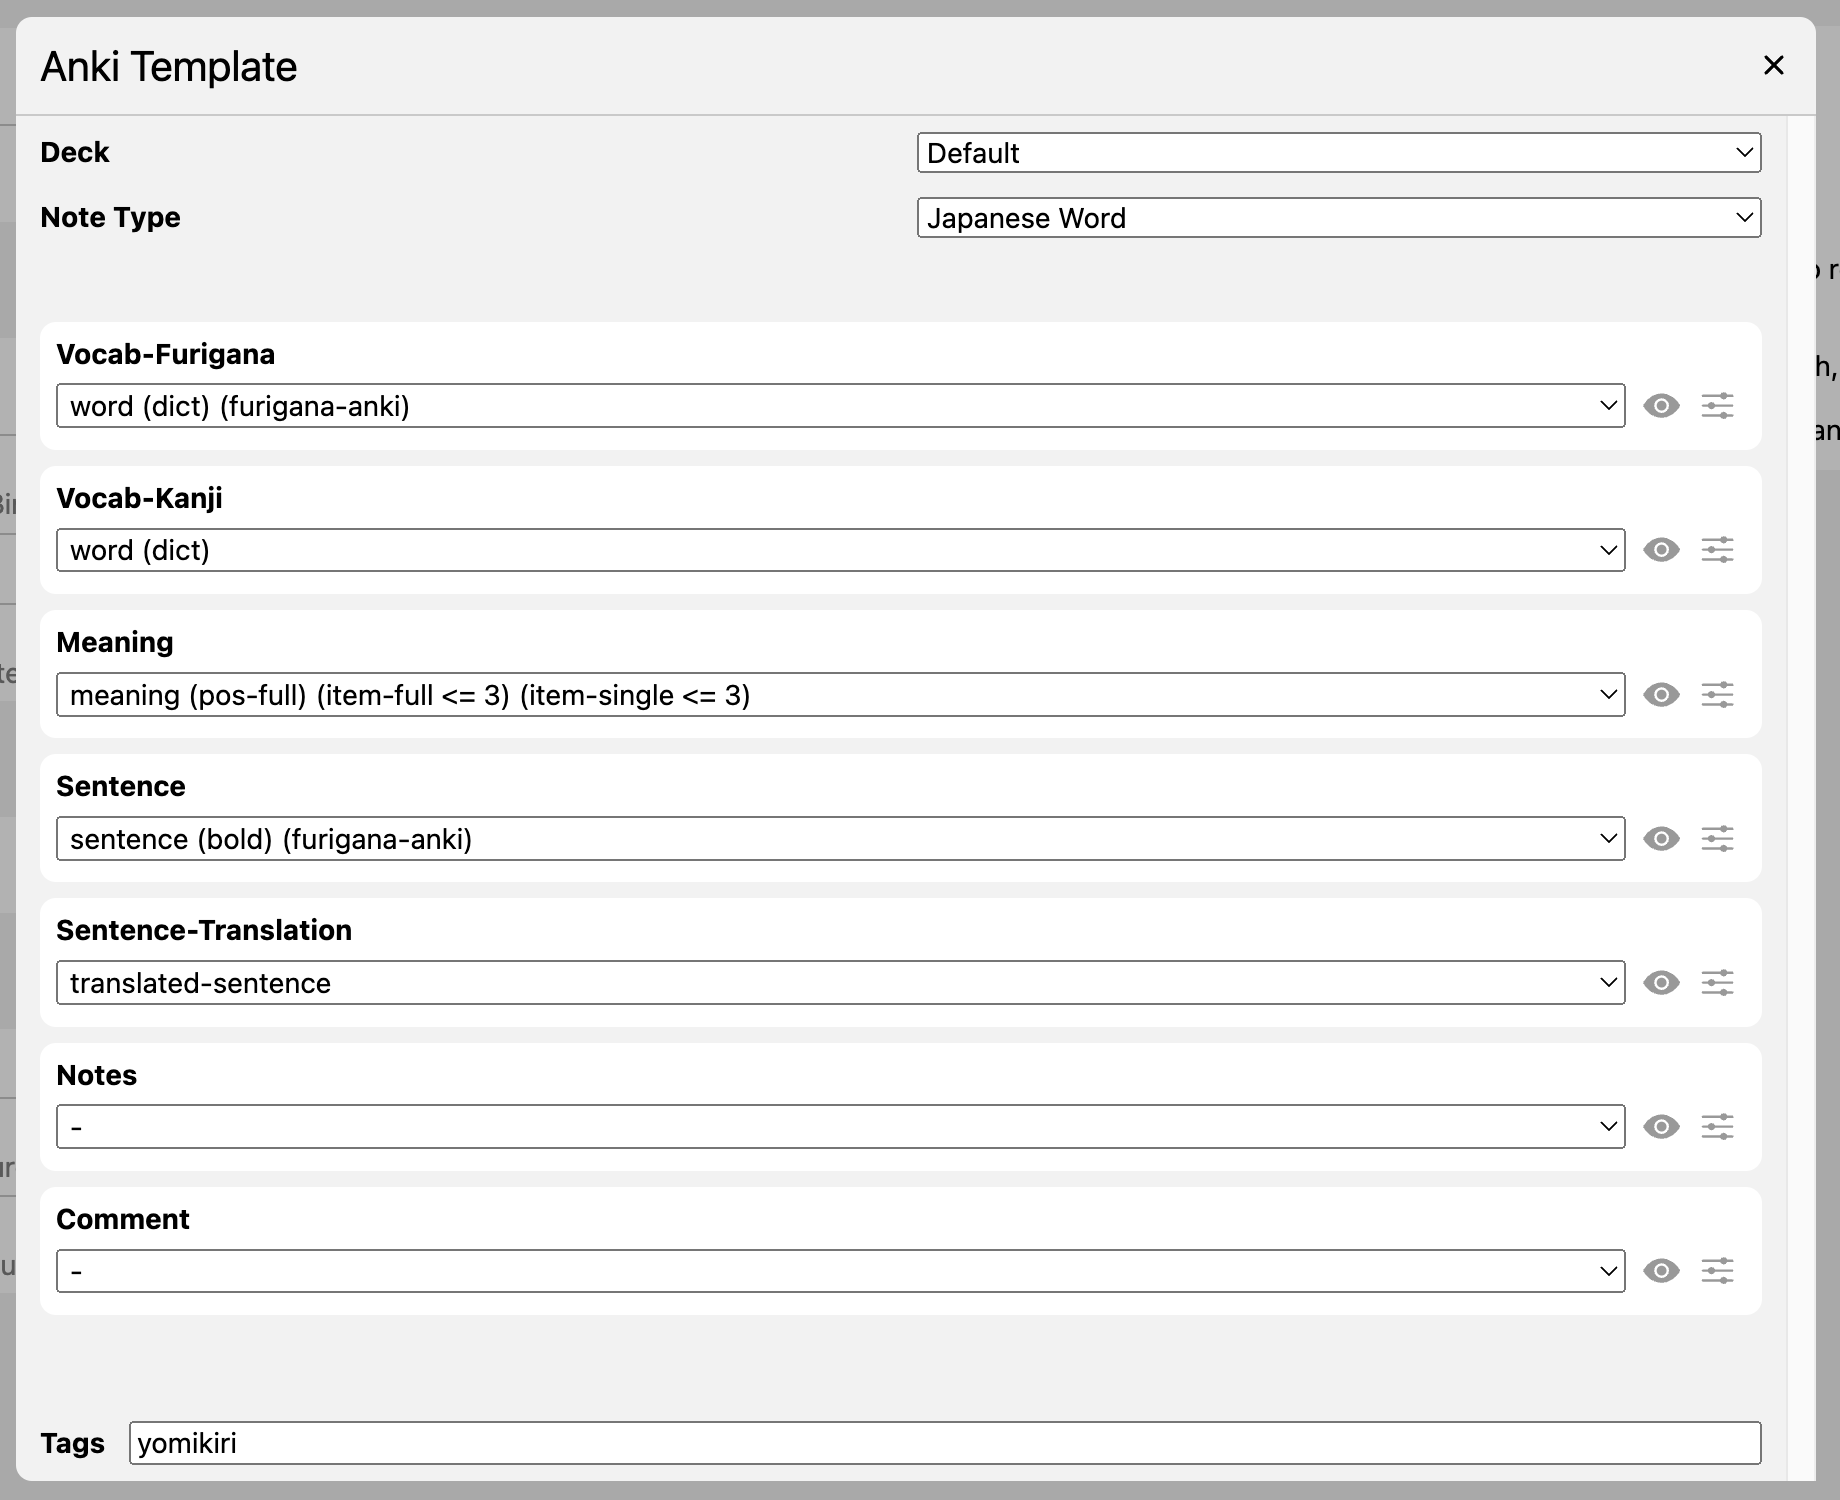 Anki Template
Deck
Default
Note Type
Japanese Word
Vocab-Furigana
word (dict) (furigana-anki)
Vocab-Kanji
word (dict)
Meaning
meaning (pos-full) (item-full <= 3) (item-single <= 3)
Sentence
sentence (bold) (furigana-anki)
Sentence-Translation
translated-sentence
Notes
-
Comment
-
Tags
yomikiri